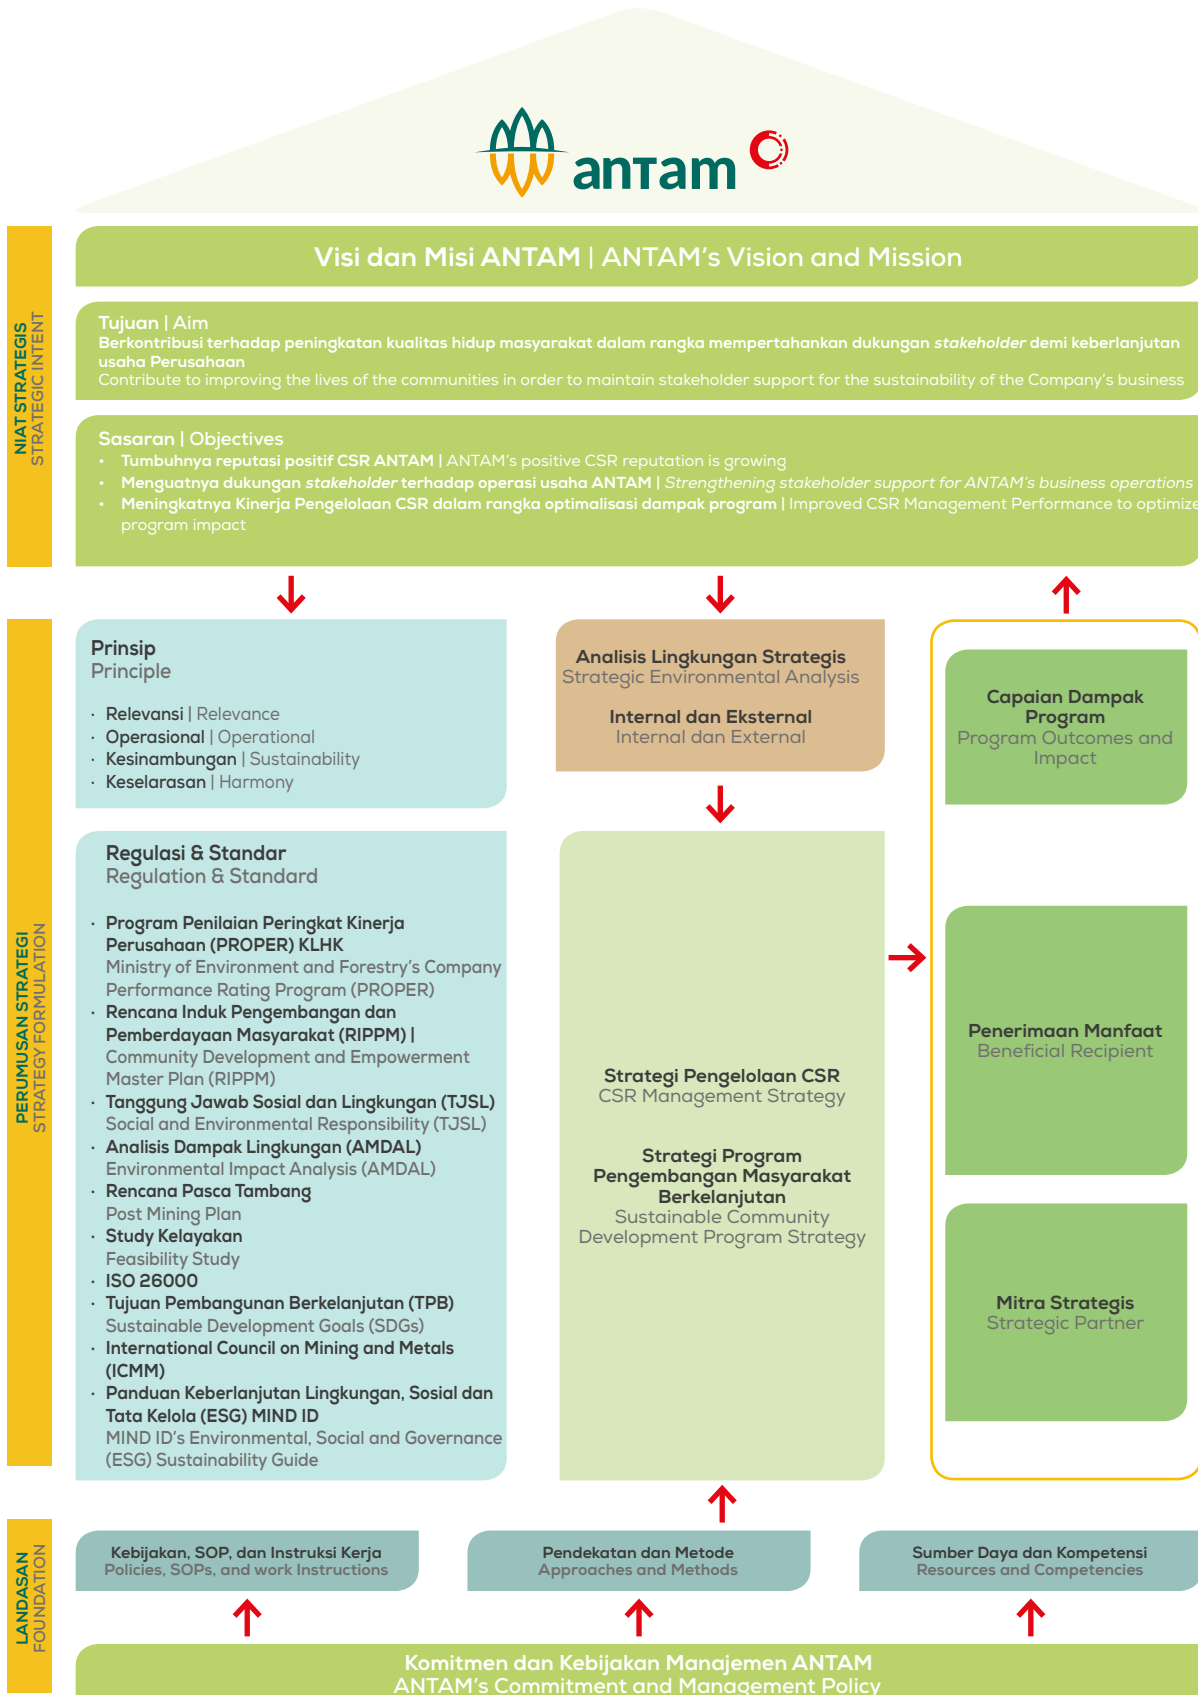 antam
NIAT STRATEGIS
STRATEGIC INTENT
Visi dan Misi ANTAM | ANTAM's Vision and Mission
Tujuan | Aim
Berkontribusi terhadap peningkatan kualitas hidup masyarakat dalam rangka mempertahankan dukungan stakeholder demi keberlanjutan
usaha Perusahaan
Contribute to improving the lives of the communities in order to maintain stakeholder support for the sustainability of the Company's business
Sasaran | Objectives
• Tumbuhnya reputasi positif CSR ANTAM | ANTAM's positive CSR reputation is growing
• Menguatnya dukungan stakeholder terhadap operasi usaha ANTAM | Strengthening stakeholder support for ANTAM's business operations
• Meningkatnya Kinerja Pengelolaan CSR dalam rangka optimalisasi dampak program | Improved CSR Management Performance to optimize
program impact
PERUMUSAN STRATEGI
STRATEGY FORMULATION
Prinsip
Principle
· Relevansi | Relevance
· Operasional | Operational
· Kesinambungan | Sustainability
· Keselarasan | Harmony
Regulasi & Standar
Regulation & Standard
· Program Penilaian Peringkat Kinerja
Perusahaan (PROPER) KLHK
Ministry of Environment and Forestry's Company
Performance Rating Program (PROPER)
· Rencana Induk Pengembangan dan
Pemberdayaan Masyarakat (RIPPM) |
Community Development and Empowerment
Master Plan (RIPPM)
· Tanggung Jawab Sosial dan Lingkungan (TJSL)
Social and Environmental Responsibility (TJSL)
· Analisis Dampak Lingkungan (AMDAL)
Environmental Impact Analysis (AMDAL)
· Rencana Pasca Tambang
Post Mining Plan
· Study Kelayakan
Feasibility Study
· ISO 26000
· Tujuan Pembangunan Berkelanjutan (TPB)
Sustainable Development Goals (SDGs)
· International Council on Mining and Metals
(ICMM)
· Panduan Keberlanjutan Lingkungan, Sosial dan
Tata Kelola (ESG) MIND ID
MIND ID's Environmental, Social and Governance
(ESG) Sustainability Guide
Analisis Lingkungan Strategis
Strategic Environmental Analysis
Internal dan Eksternal
Internal dan External
Strategi Pengelolaan CSR
CSR Management Strategy
Strategi Program
Pengembangan Masyarakat
Berkelanjutan
Sustainable Community
Development Program Strategy
Capaian Dampak
Program
Program Outcomes and
Impact
Penerimaan Manfaat
Beneficial Recipient
Mitra Strategis
Strategic Partner
LANDASAN
FOUNDATION
Kebijakan, SOP, dan Instruksi Kerja
Policies, SOPs, and work Instructions
Pendekatan dan Metode
Approaches and Methods
Sumber Daya dan Kompetensi
Resources and Competencies
Komitmen dan Kebijakan Manajemen ANTAM
ANTAM's Commitment and Management Policy